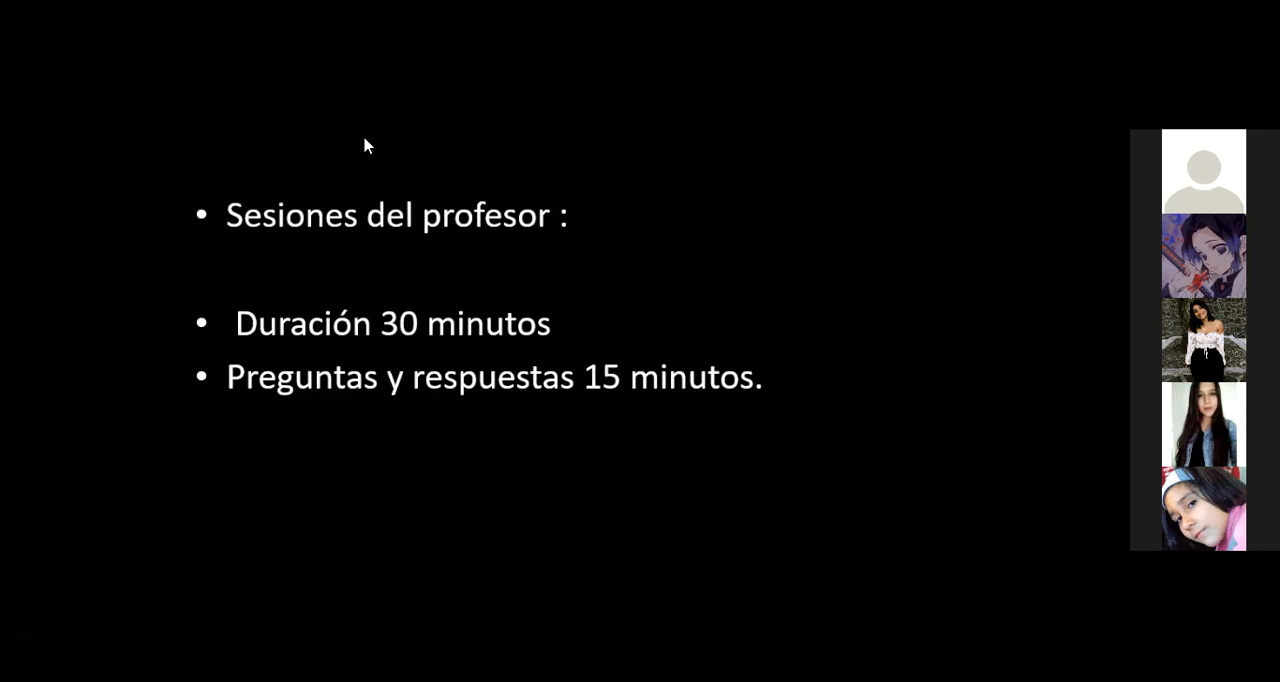 • Sesiones del profesor :
• Duración 30 minutos
• Preguntas y respuestas 15 minutos.